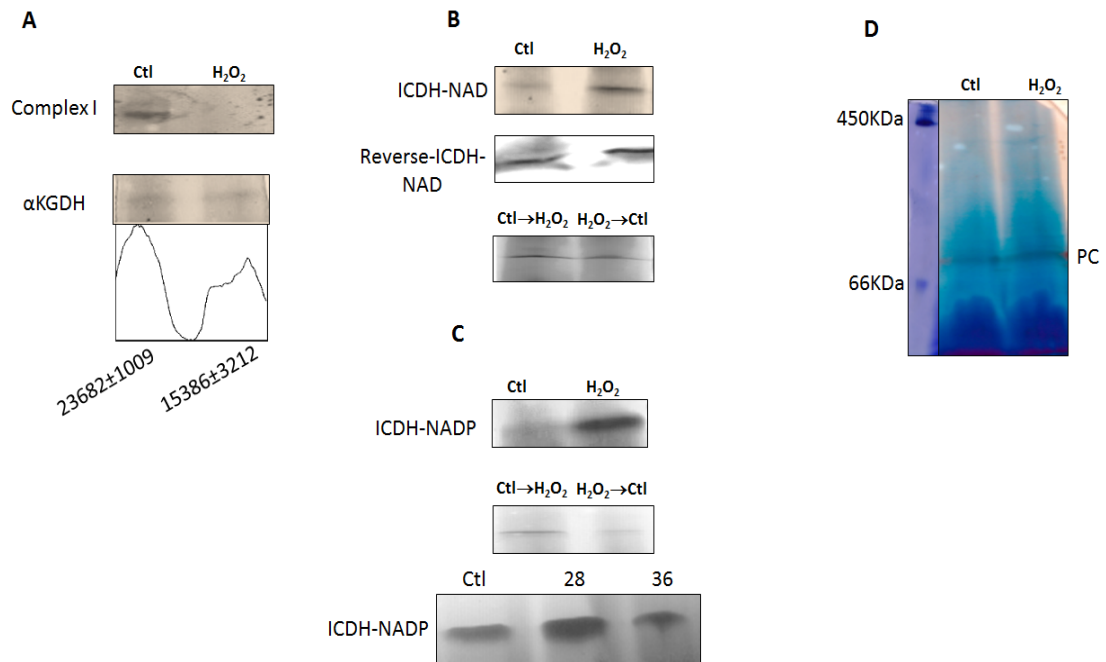 A
Ctl H₂O₂
Complex I
αKGDH
23682±1009 15386±3212
B
Ctl H₂O₂
ICDH-NAD
Reverse-ICDH-
NAD
Ctl→H₂O₂ H₂O₂→Ctl
C
Ctl H₂O₂
ICDH-NADP
Ctl→H₂O₂ H₂O₂→Ctl
Ctl 28 36
ICDH-NADP
D
Ctl H₂O₂
450KDa
PC
66KDa